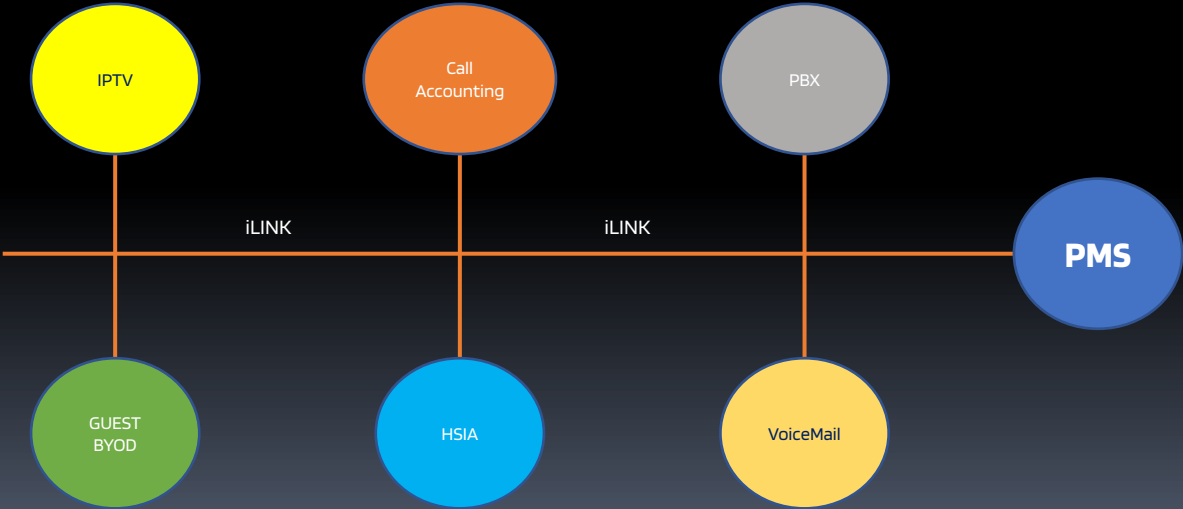 IPTV
Call
Accounting
PBX
iLINK
iLINK
PMS
GUEST
BYOD
HSIA
VoiceMail